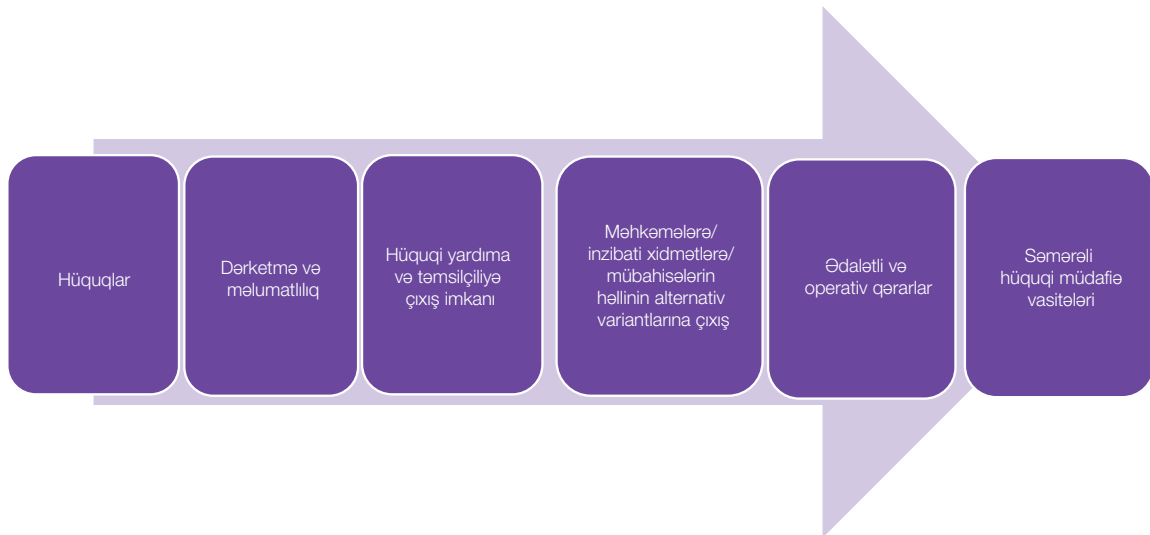 Hüquqlar
Dərketmə və
məlumatlılıq
Hüquqi yardıma
və təmsilçiliyə
çıxış imkanı
Məhkəmələrə/
inzibati xidmətlərə/
mübahisələrin
həllinin alternativ
variantlarına çıxış
Ədalətli və
operativ qərarlar
Səmərəli
hüquqi müdafiə
vasitələri